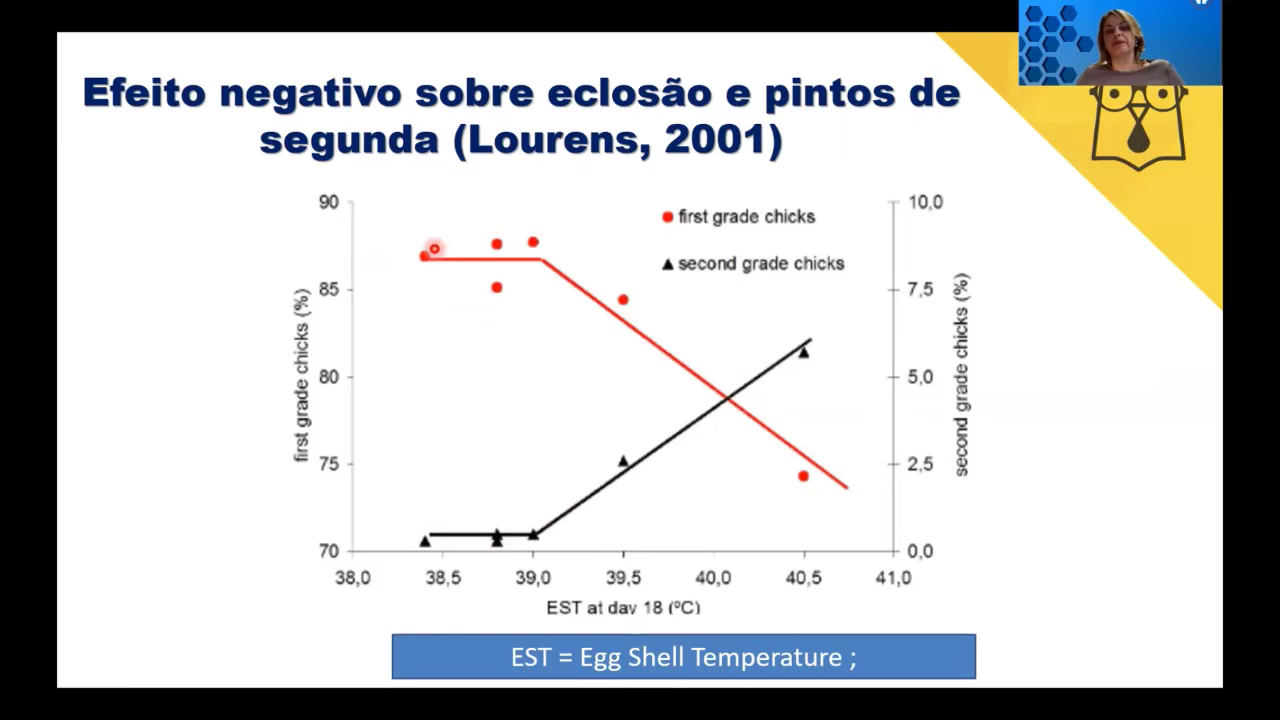 Efeito negativo sobre eclosão e pintos de
segunda (Lourens, 2001)
90
85
80
75
70
first grade chicks (%)
first grade chicks
second grade chicks
10,0
7,5
5,0
2,5
0,0
second grade chicks (%)
38,0 38,5 39,0 39,5 40,0 40,5 41,0
EST at day 18 (ºC)
EST = Egg Shell Temperature ;